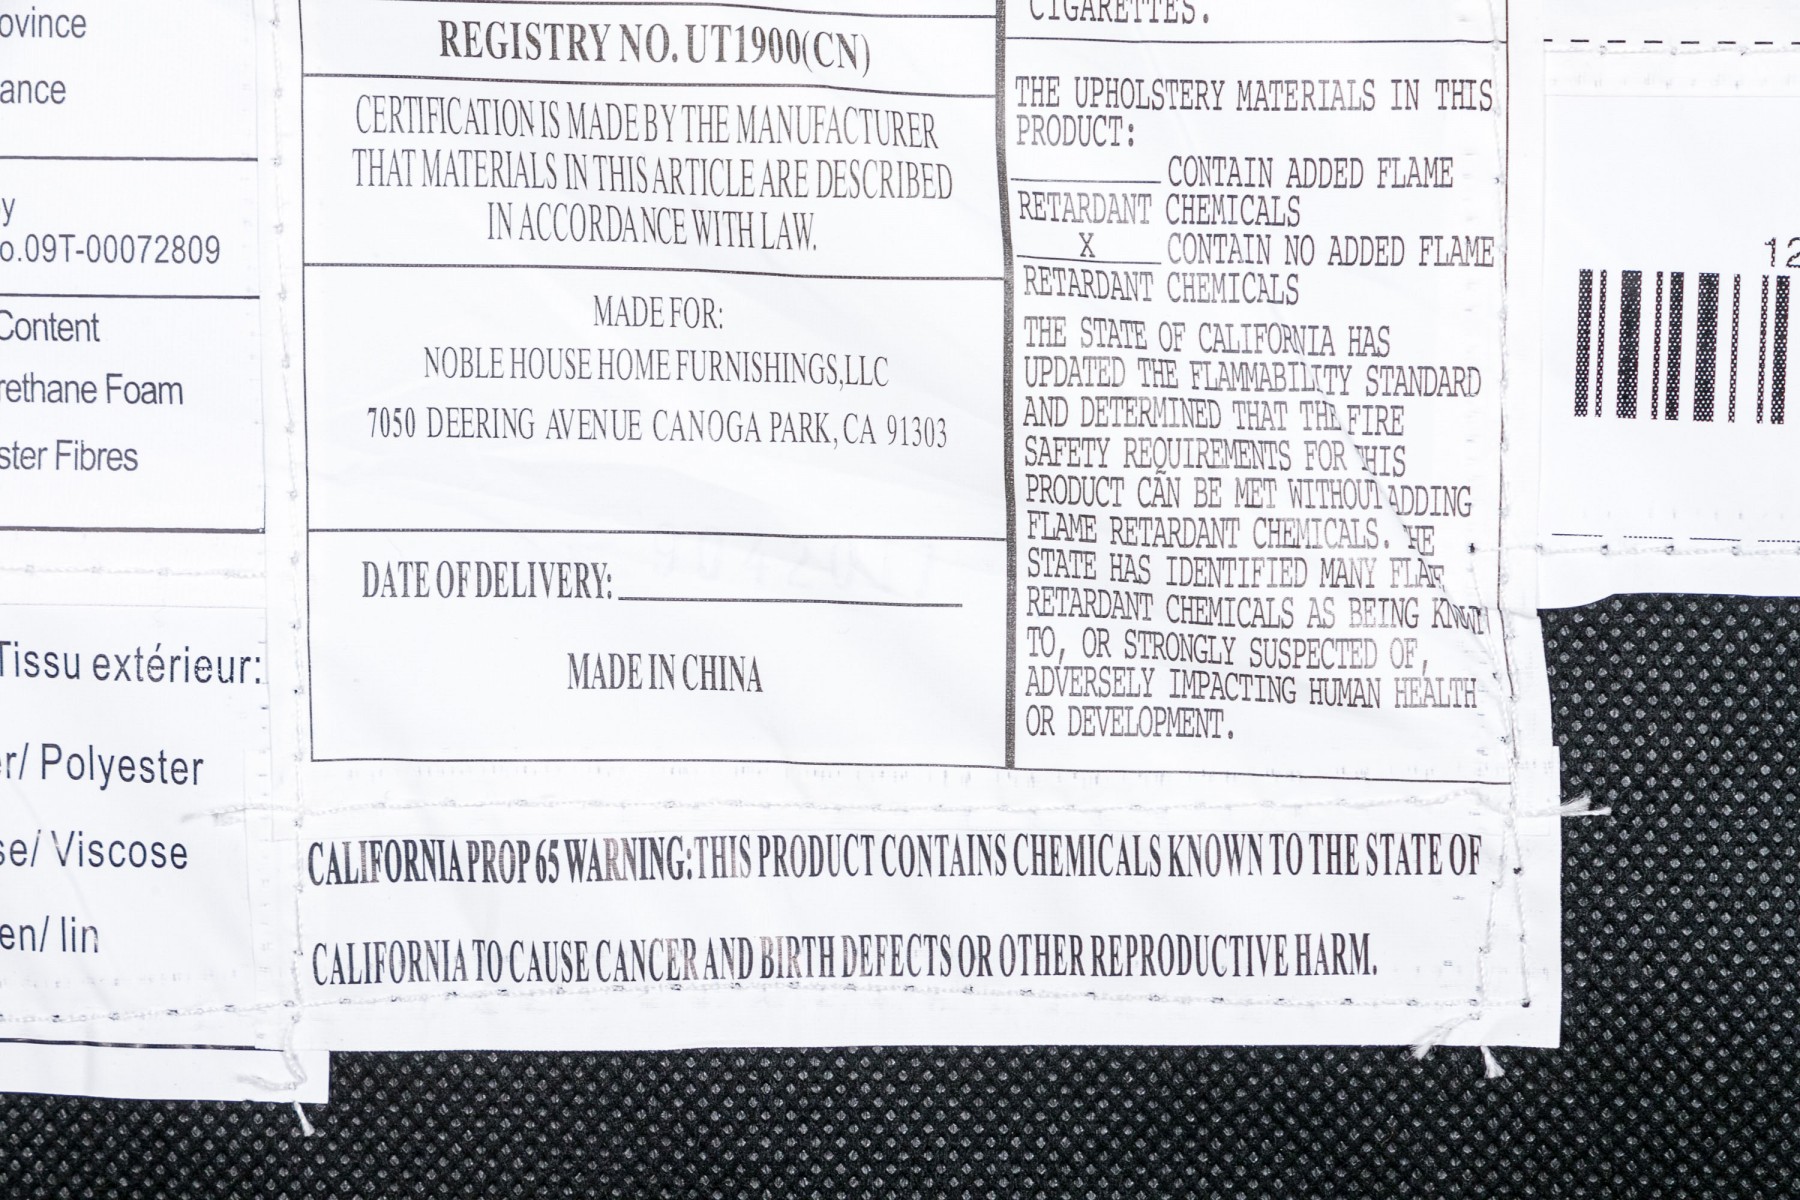 ovince
ance
y
o.09T-00072809
Content
rethane Foam
ster Fibres
Tissu extérieur:
er/ Polyester
se/ Viscose
en/ lin
REGISTRY NO. UT1900(CN)
CERTIFICATION IS MADE BY THE MANUFACTURER
THAT MATERIALS IN THIS ARTICLE ARE DESCRIBED
IN ACCORDANCE WITH LAW.
MADE FOR:
NOBLE HOUSE HOME FURNISHINGS,LLC
7050 DEERING AVENUE CANOGA PARK, CA 91303
DATE OF DELIVERY:
MADE IN CHINA
CIGARETTES.
THE UPHOLSTERY MATERIALS IN THIS
PRODUCT:
CONTAIN ADDED FLAME
RETARDANT CHEMICALS
X CONTAIN NO ADDED FLAME
RETARDANT CHEMICALS
THE STATE OF CALIFORNIA HAS
UPDATED THE FLAMMABILITY STANDARD
AND DETERMINED THAT THE FIRE
SAFETY REQUIREMENTS FOR THIS
PRODUCT CAN BE MET WITHOUT ADDING
FLAME RETARDANT CHEMICALS. THE
STATE HAS IDENTIFIED MANY FLAME
RETARDANT CHEMICALS AS BEING KNOWN
TO, OR STRONGLY SUSPECTED OF,
ADVERSELY IMPACTING HUMAN HEALTH
OR DEVELOPMENT.
CALIFORNIA PROP 65 WARNING: THIS PRODUCT CONTAINS CHEMICALS KNOWN TO THE STATE OF
CALIFORNIA TO CAUSE CANCER AND BIRTH DEFECTS OR OTHER REPRODUCTIVE HARM.
12